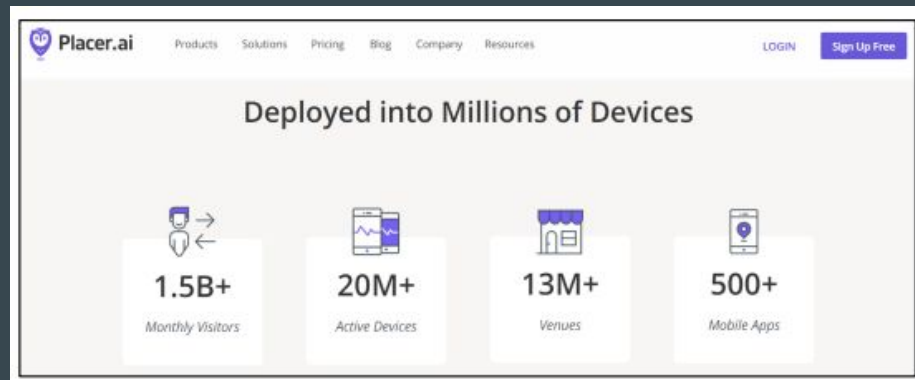 Placer.ai Products Solutions Pricing Blog Company Resources LOGIN Sign Up Free
Deployed into Millions of Devices
1.5B+ 20M+ 13M+ 500+
Monthly Visitors Active Devices Venues Mobile Apps